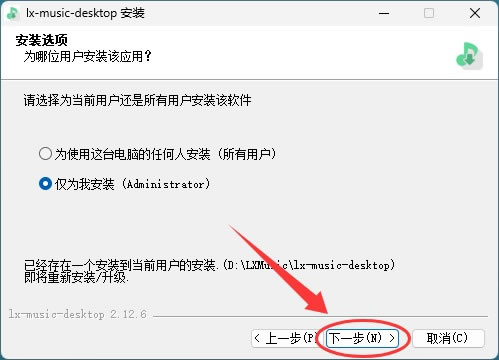 lx-music-desktop 安装
安装选项
为哪位用户安装该应用？
请选择为当前用户还是所有用户安装该软件
为使用这台电脑的任何人安装 (所有用户)
仅为我安装 (Administrator)
已经存在一个安装到当前用户的安装.(D:\LXMusic\lx-music-desktop)
即将重新安装/升级.
lx-music-desktop 2.12.6
< 上一步(P) 下一步(N) > 取消(C)